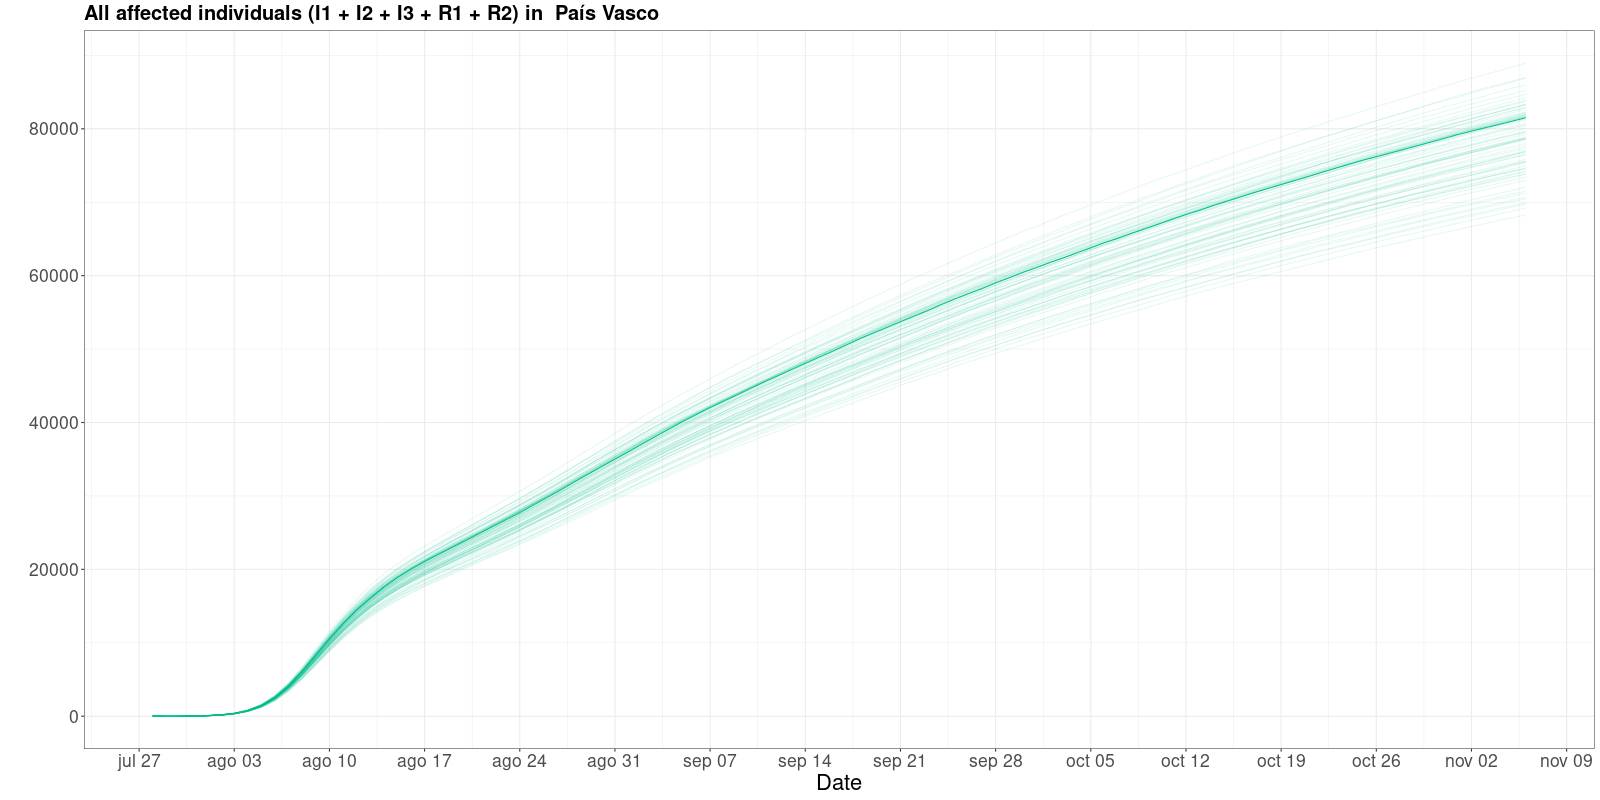 All affected individuals (I1 + I2 + I3 + R1 + R2) in  País Vasco
80000
60000
40000
20000
0
jul 27 ago 03 ago 10 ago 17 ago 24 ago 31 sep 07 sep 14 sep 21 sep 28 oct 05 oct 12 oct 19 oct 26 nov 02 nov 09
Date